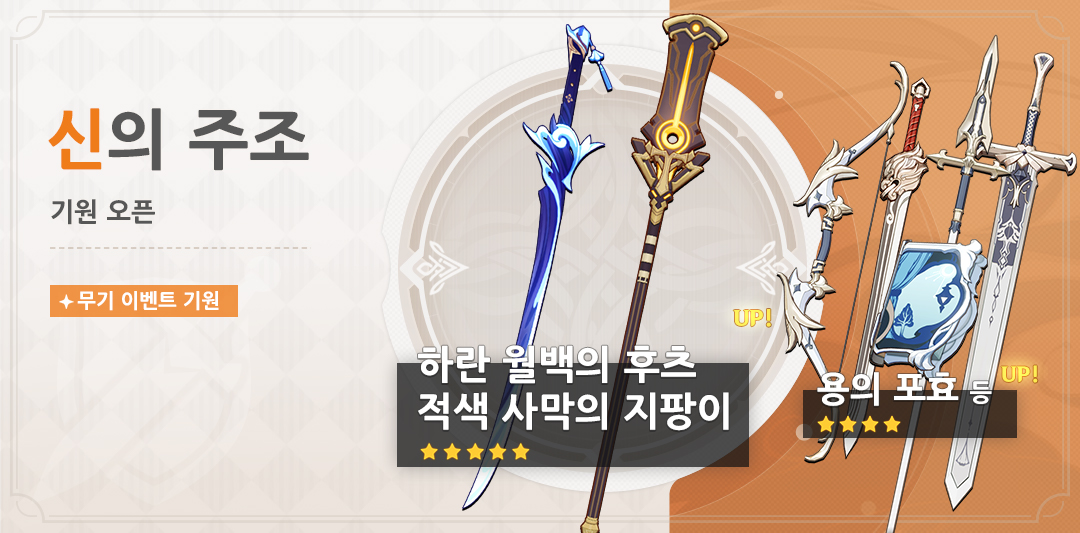 신의 주조
기원 오픈
무기 이벤트 기원
UP!
하란 월백의 후츠
적색 사막의 지팡이
UP!
용의 포효 등